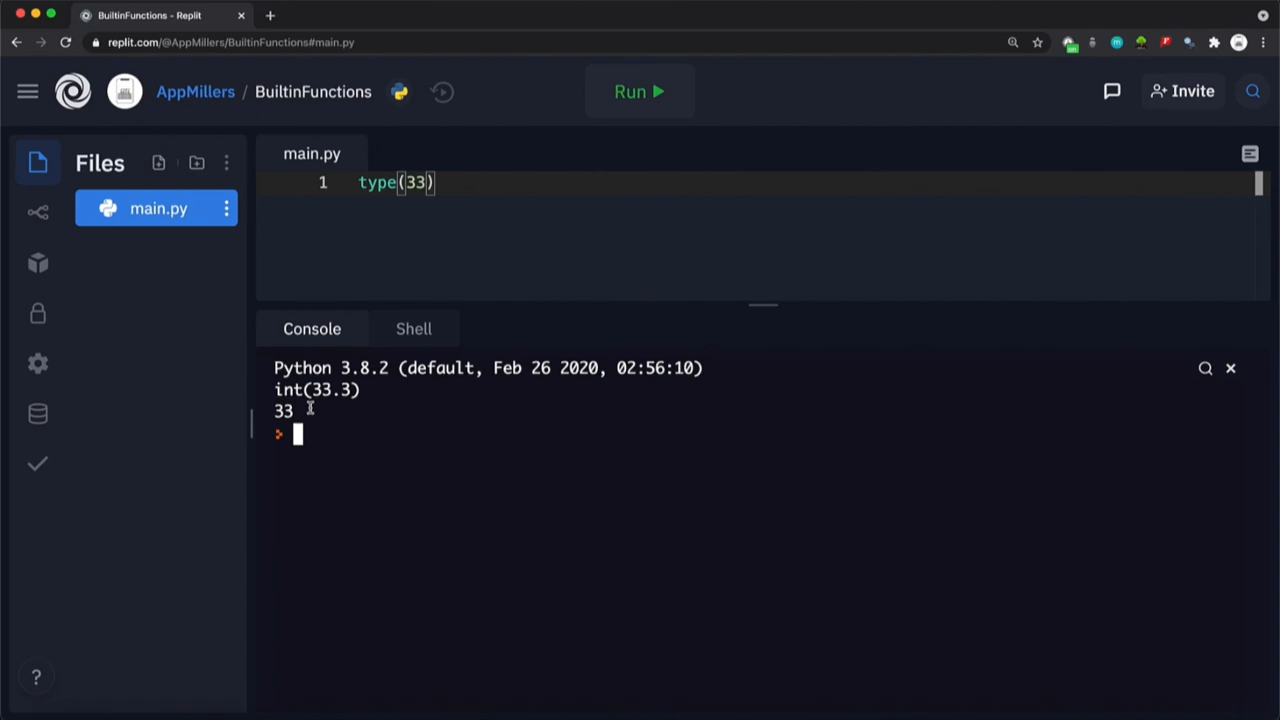 BuiltinFunctions - Replit
replit.com/@AppMillers/BuiltinFunctions#main.py
AppMillers / BuiltinFunctions
Run
Invite
Files
main.py
main.py
1 type(33)
Console
Shell
Python 3.8.2 (default, Feb 26 2020, 02:56:10)
int(33.3)
33
>
?